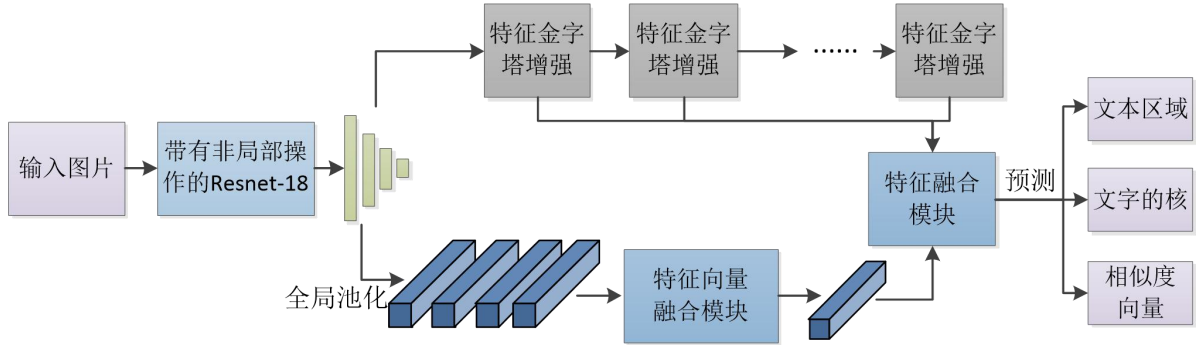 输入图片
带有非局部操
作的Resnet-18
特征金字
塔增强
特征金字
塔增强
……
特征金字
塔增强
全局池化
特征向量
融合模块
特征融合
模块
预测
文本区域
文字的核
相似度
向量